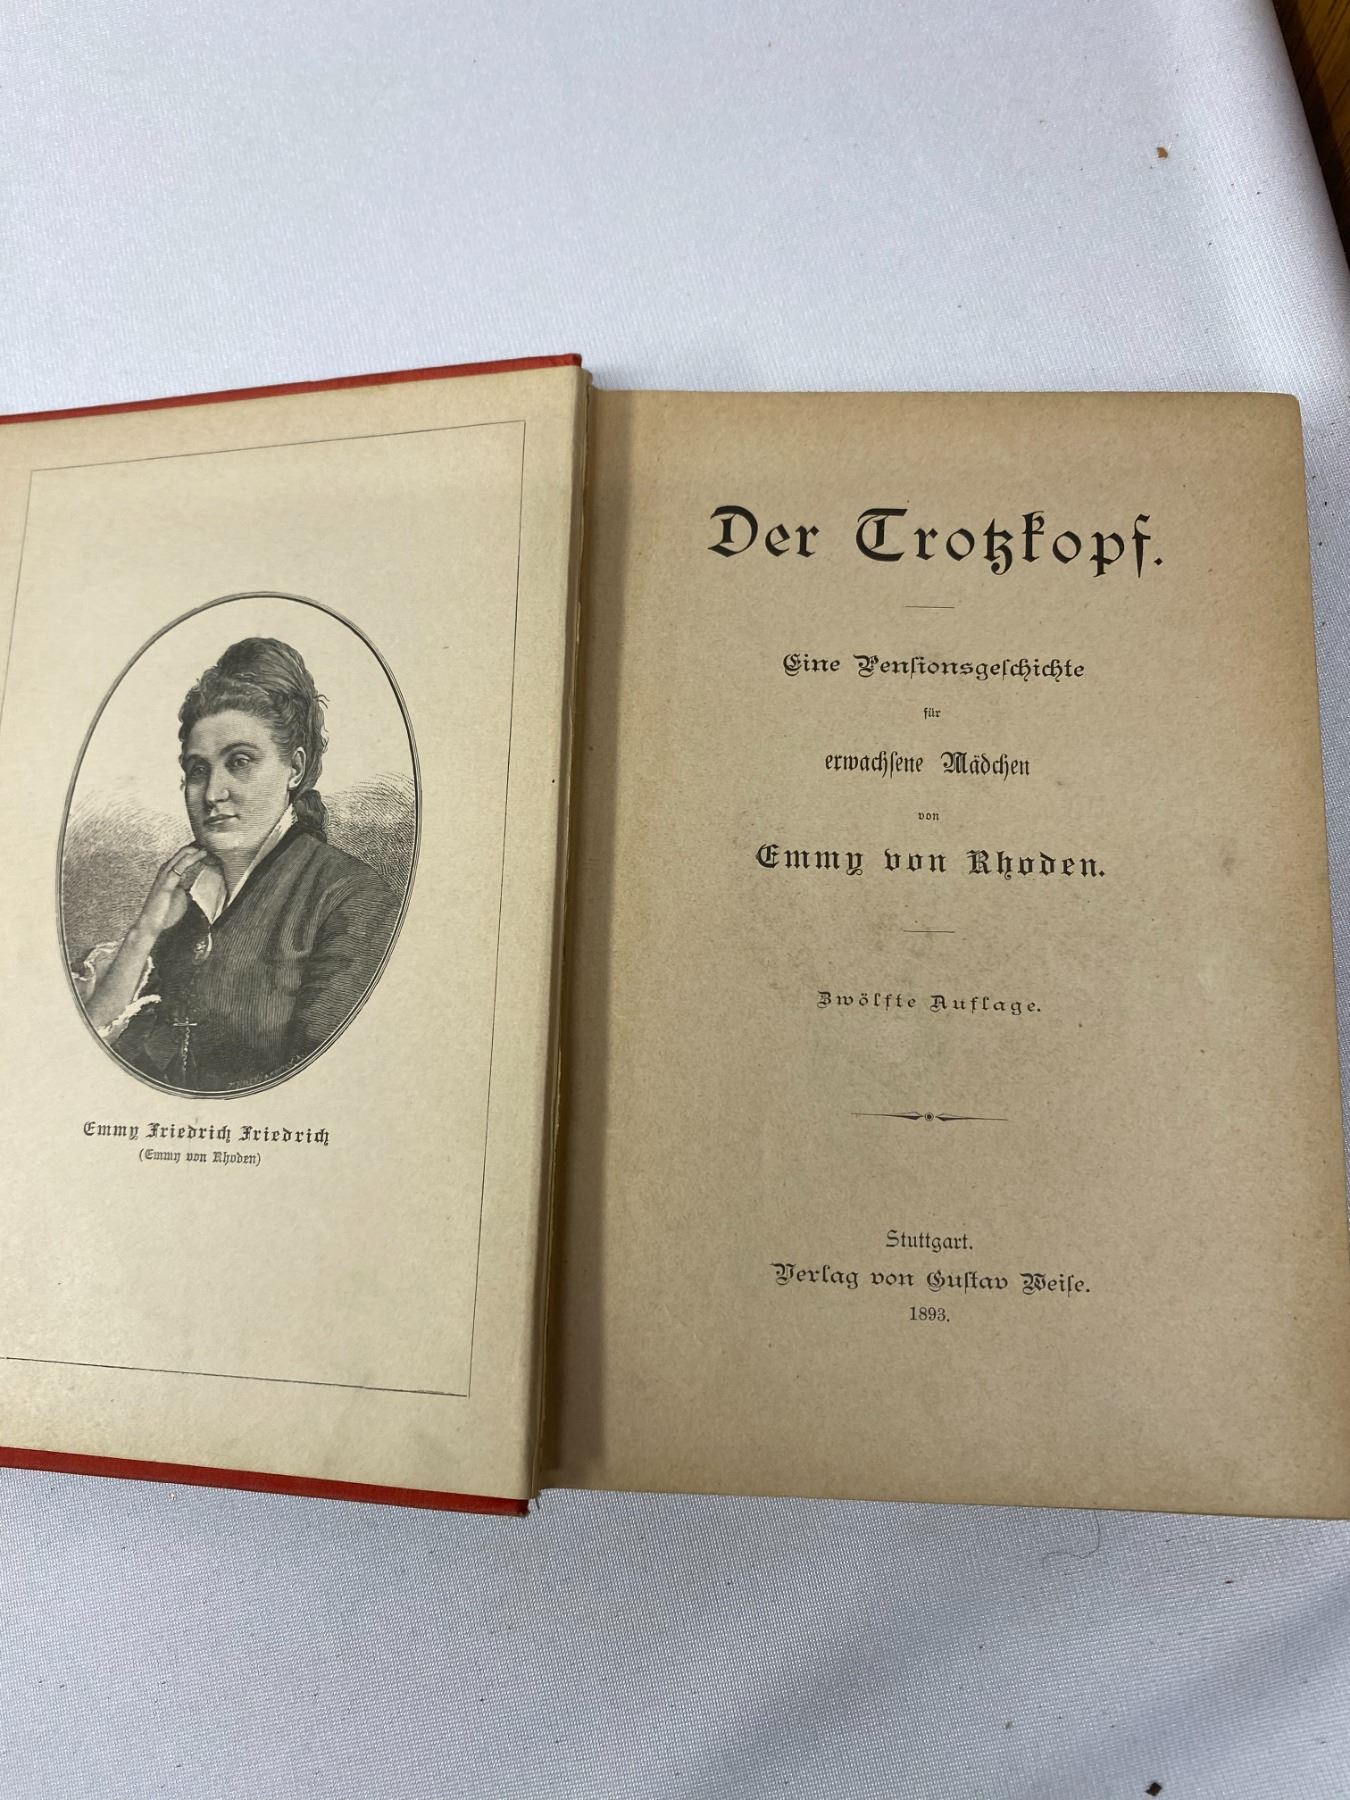 Emmy Friedrich Friedrich
(Emmy von Rhoden)
Der Trotzkopf.
Eine Pensionsgeschichte
für
erwachsene Mädchen
von
Emmy von Rhoden.
Zwölfte Auflage.
Stuttgart.
Verlag von Gustav Weise.
1893.